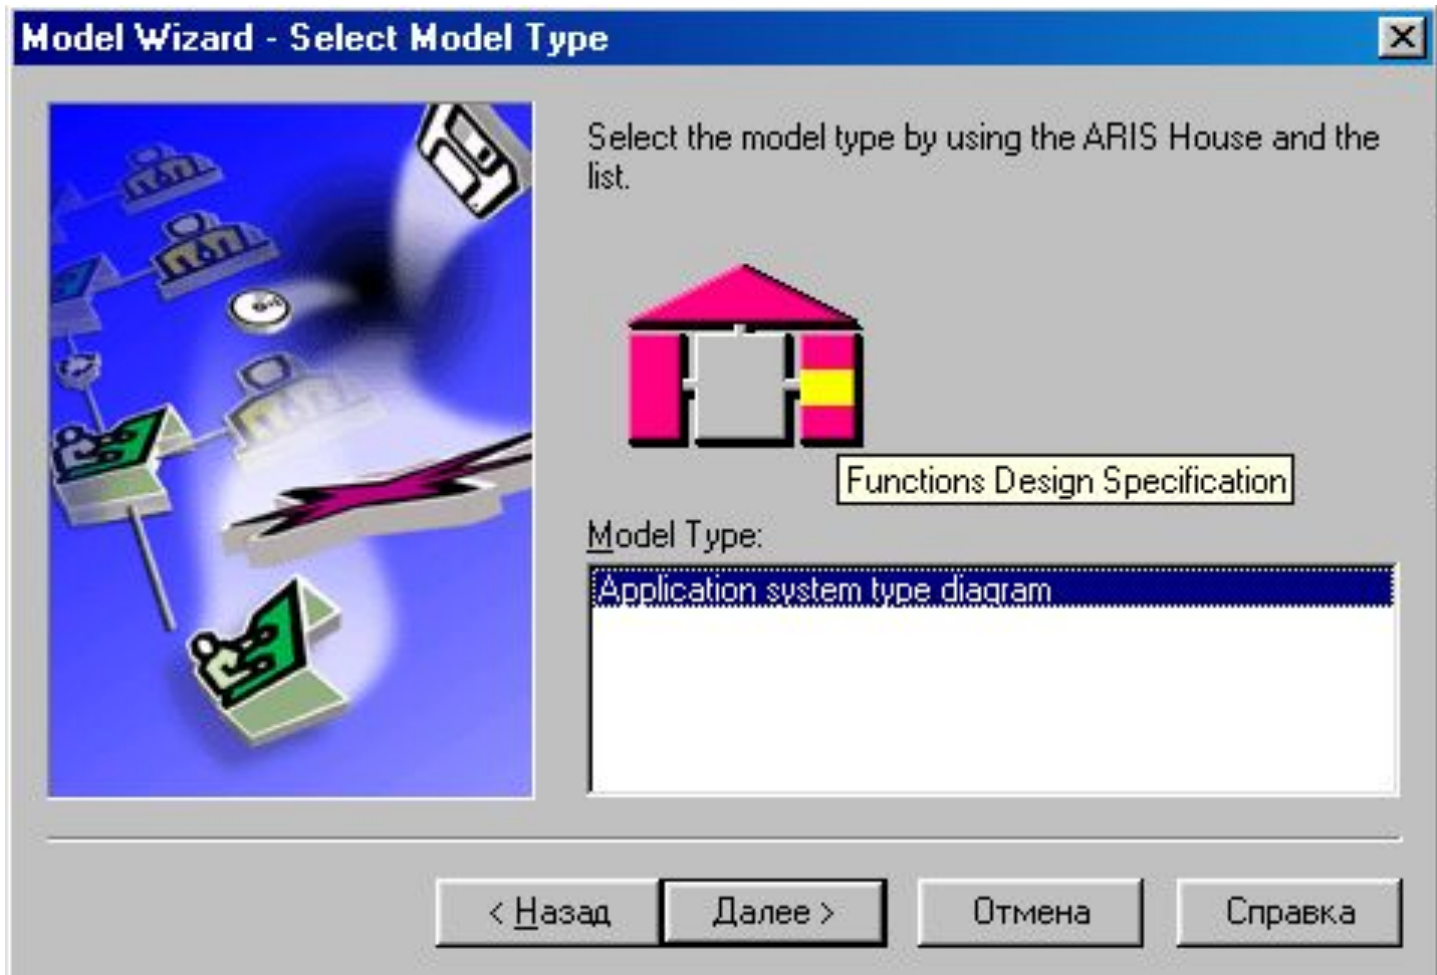 Model Wizard - Select Model Type
Select the model type by using the ARIS House and the
list.
Functions Design Specification
Model Type:
Application system type diagram
< Назад
Далее >
Отмена
Справка